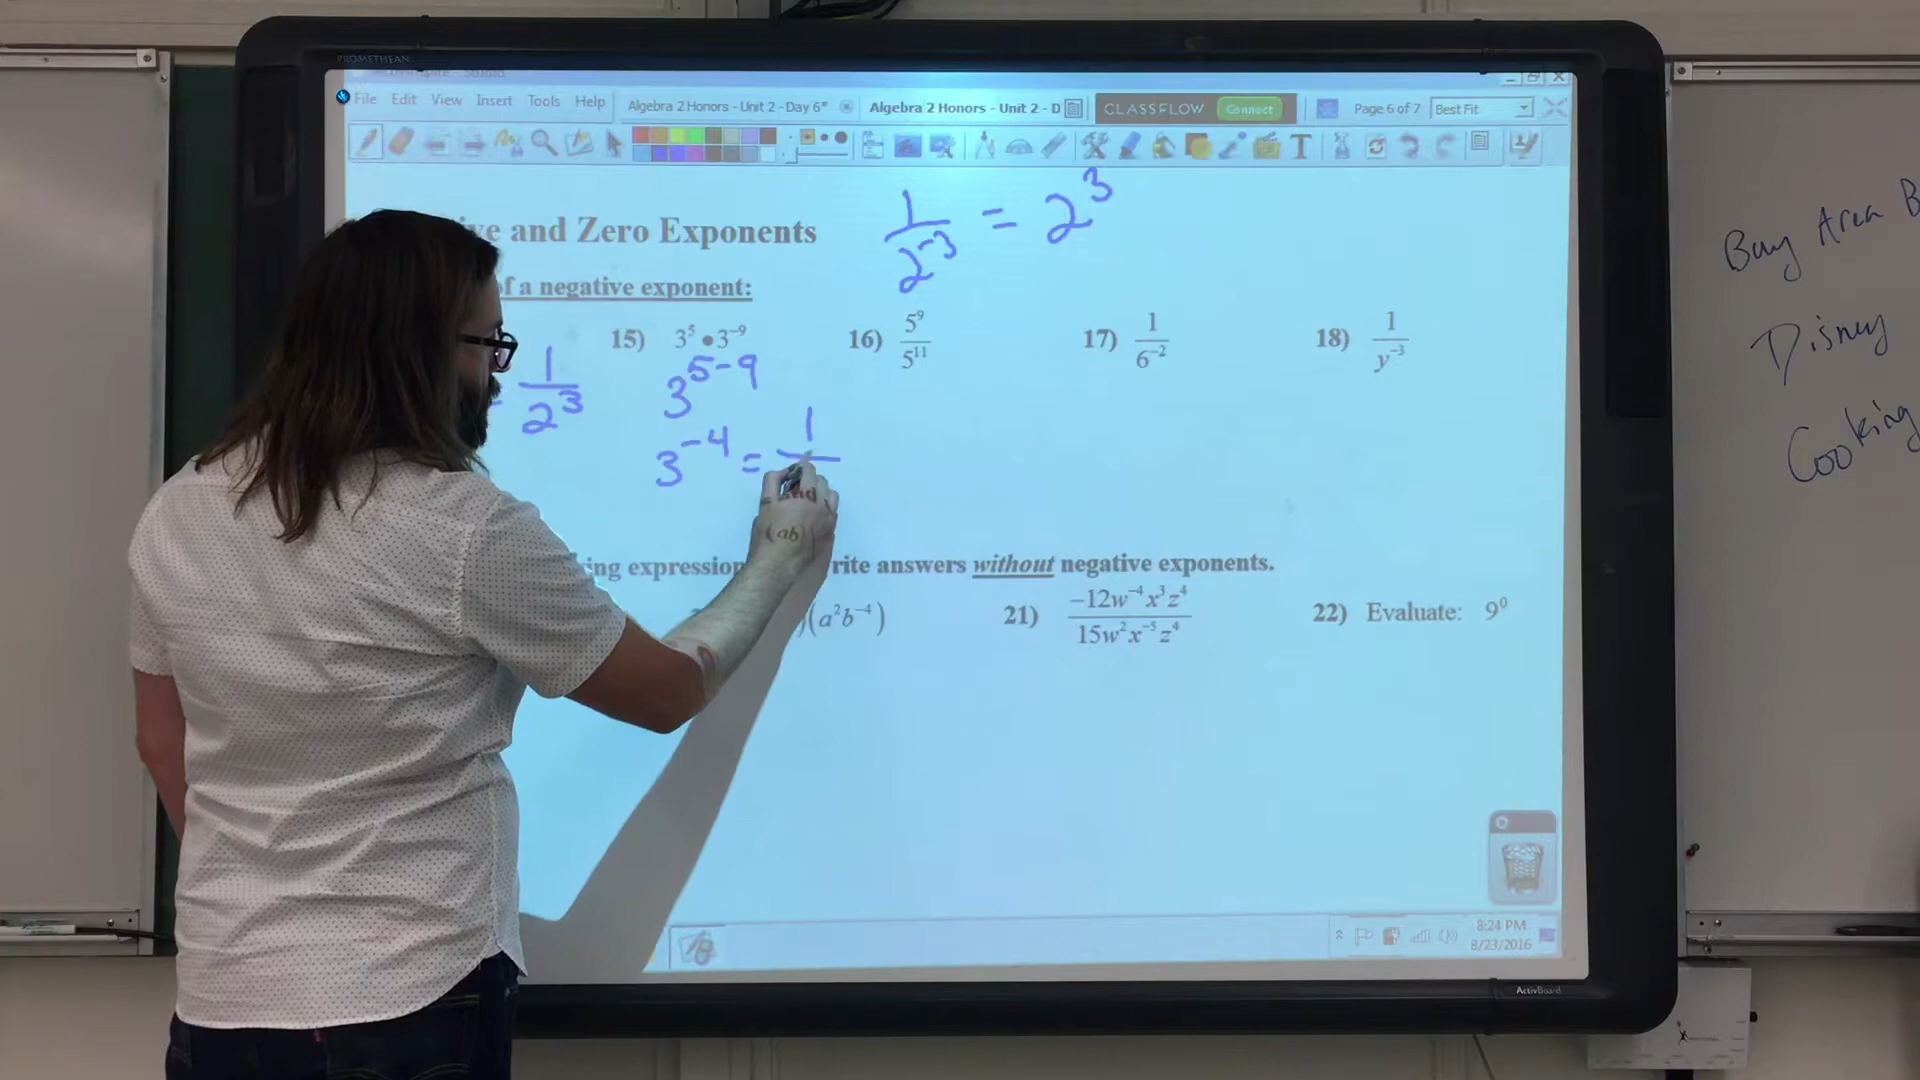 PROMETHEAN
File Edit View Insert Tools Help
Algebra 2 Honors - Unit 2 - Day 6*
Algebra 2 Honors - Unit 2 - D
CLASSFLOW Connect
Page 6 of 7 Best Fit
ve and Zero Exponents
1/2⁻³ = 2³
of a negative exponent:
15) 3⁵•3⁻⁹
16) 5⁹/5¹¹
17) 1/6⁻²
18) 1/y⁻³
1/2³
3⁵⁻⁹
3⁻⁴ = 1
ing expression
rite answers without negative exponents.
(ab)
)(a²b⁻⁴)
21) −12w⁻⁴x³z⁴/15w²x⁻⁵z⁴
22) Evaluate: 9⁰
8:24 PM
8/23/2016
ActivBoard
Bay Area B
Disney
Cooking